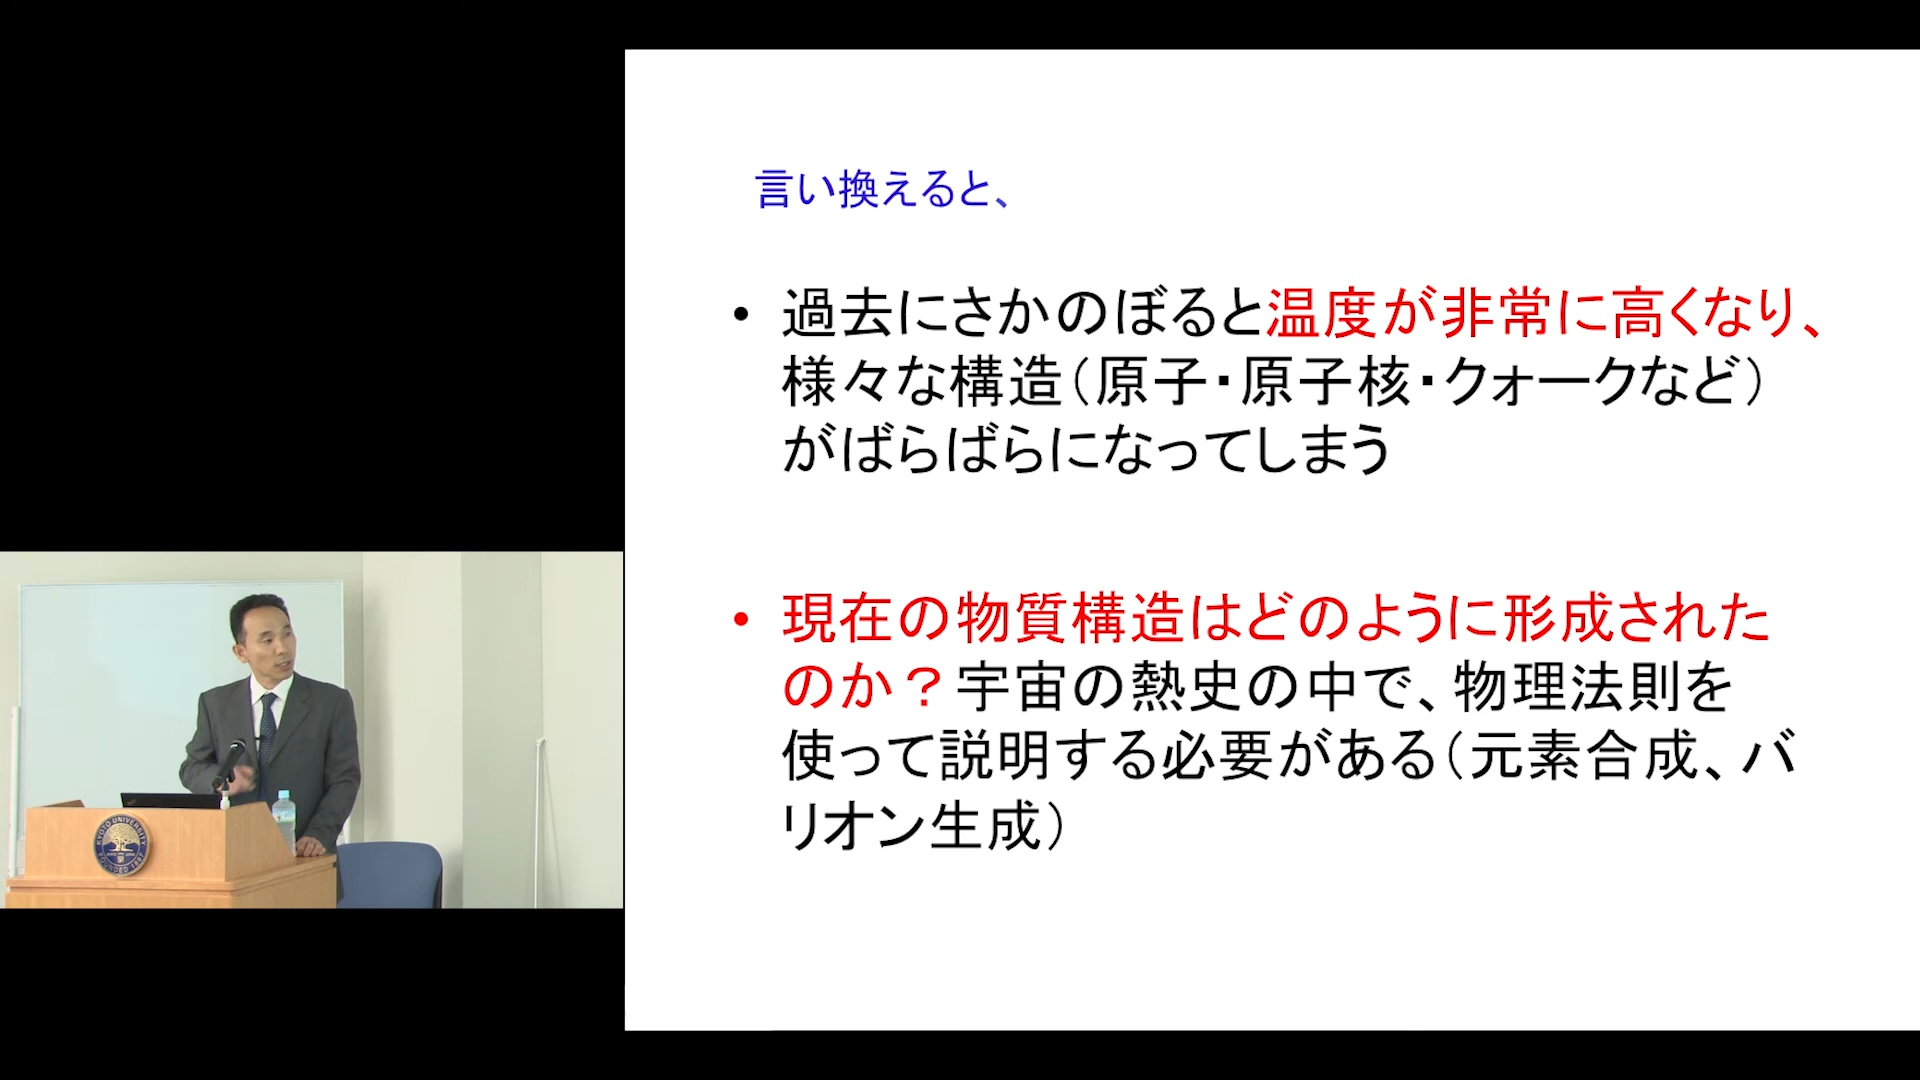 言い換えると、
• 過去にさかのぼると温度が非常に高くなり、
様々な構造（原子・原子核・クォークなど）
がばらばらになってしまう
• 現在の物質構造はどのように形成された
のか？宇宙の熱史の中で、物理法則を
使って説明する必要がある（元素合成、バ
リオン生成）
KYOTO UNIVERSITY
FOUNDED 1897